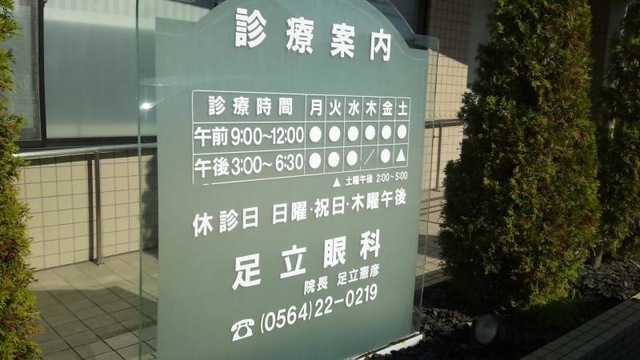 診療案内
診療時間 月 火 水 木 金 土
午前 9:00~12:00 ● ● ● ● ● ●
午後 3:00~6:30 ● ● ● / ● ▲
▲ 土曜午後 2:00~5:00
休診日 日曜・祝日・木曜午後
足立眼科
院長 足立憲彦
☎(0564)22-0219